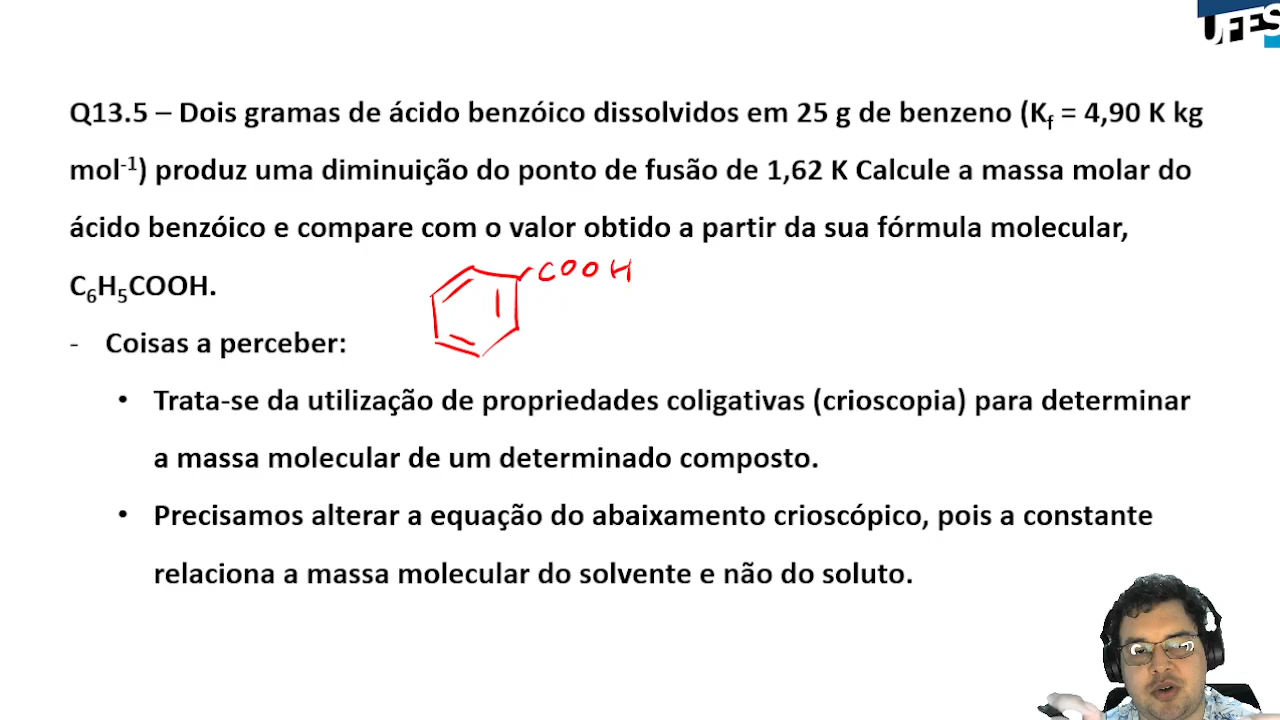 UFES
Q13.5 – Dois gramas de ácido benzóico dissolvidos em 25 g de benzeno (Kf = 4,90 K kg
mol-1) produz uma diminuição do ponto de fusão de 1,62 K Calcule a massa molar do
ácido benzóico e compare com o valor obtido a partir da sua fórmula molecular,
C6H5COOH.
COOH
- Coisas a perceber:
• Trata-se da utilização de propriedades coligativas (crioscopia) para determinar
a massa molecular de um determinado composto.
• Precisamos alterar a equação do abaixamento crioscópico, pois a constante
relaciona a massa molecular do solvente e não do soluto.